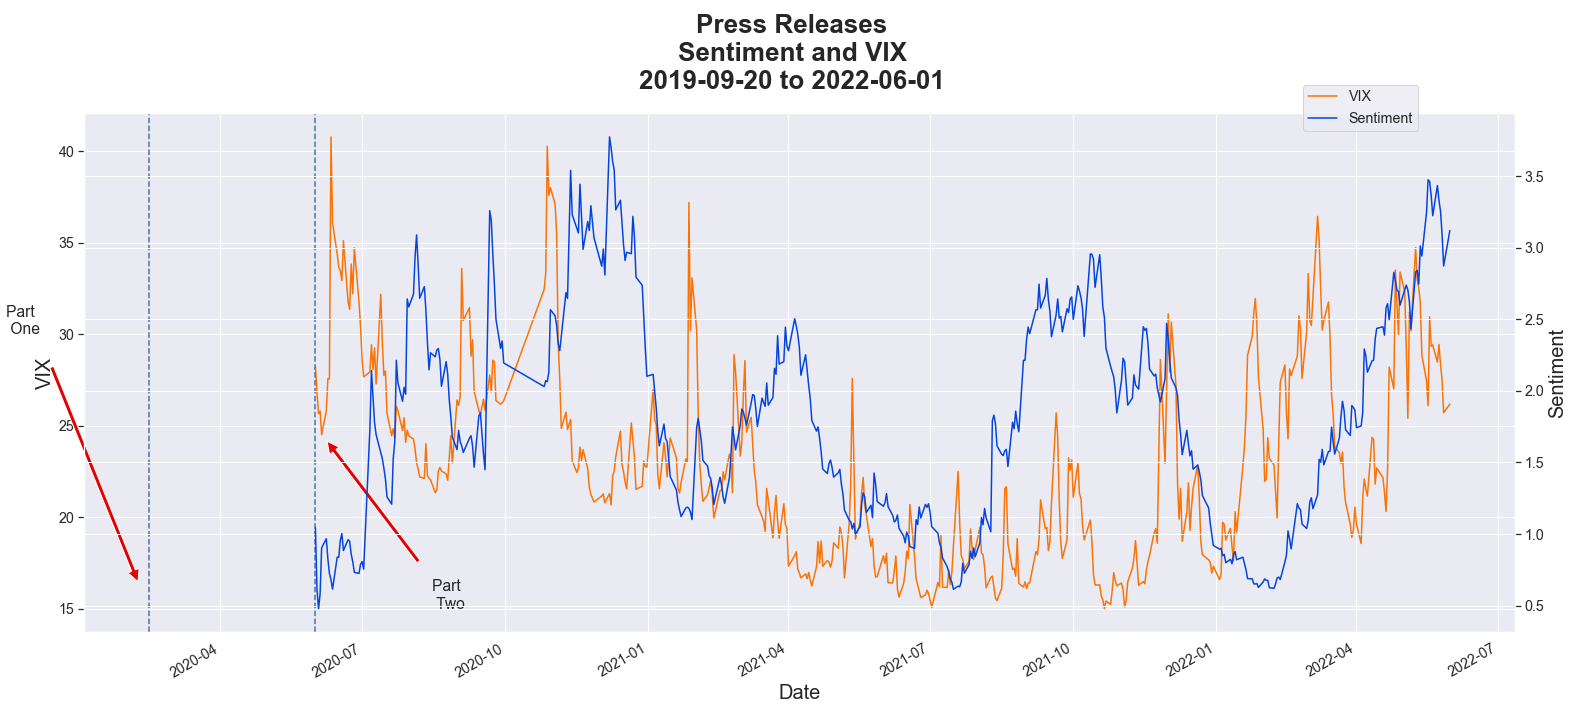 Press Releases
Sentiment and VIX
2019-09-20 to 2022-06-01
VIX
Sentiment
40
35
30
25
20
15
VIX
Part
One
Part
Two
3.5
3.0
2.5
2.0
1.5
1.0
0.5
Sentiment
2020-04
2020-07
2020-10
2021-01
2021-04
2021-07
2021-10
2022-01
2022-04
2022-07
Date